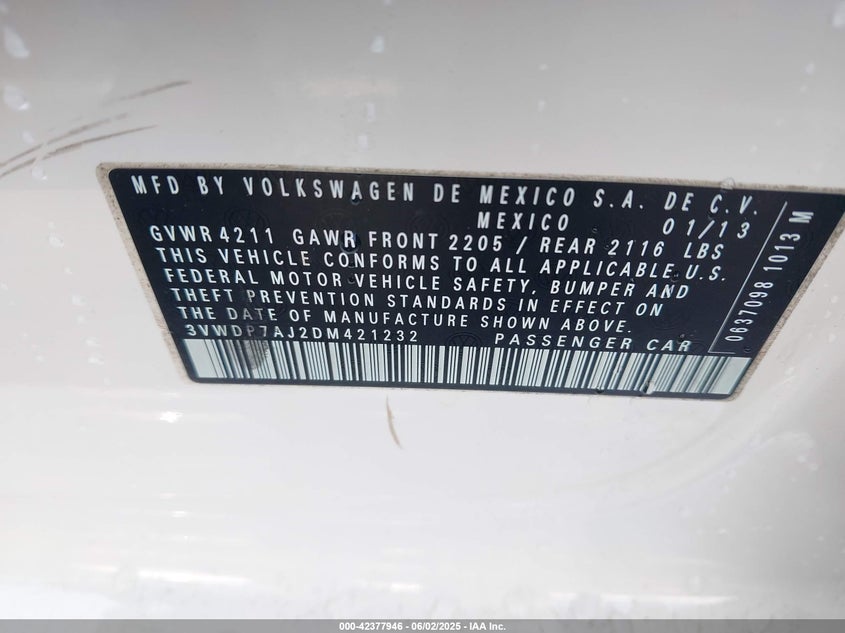 MFD BY VOLKSWAGEN DE MEXICO S.A. DE C.V.
MEXICO 01/13
GVWR 4211 GAWR FRONT 2205 / REAR 2116 LBS
THIS VEHICLE CONFORMS TO ALL APPLICABLE U.S.
FEDERAL MOTOR VEHICLE SAFETY, BUMPER AND
THEFT PREVENTION STANDARDS IN EFFECT ON
THE DATE OF MANUFACTURE SHOWN ABOVE.
3VWDP7AJ2DM421232 PASSENGER CAR
0637098 1013 M
000-42377946 - 06/02/2025 - IAA Inc.